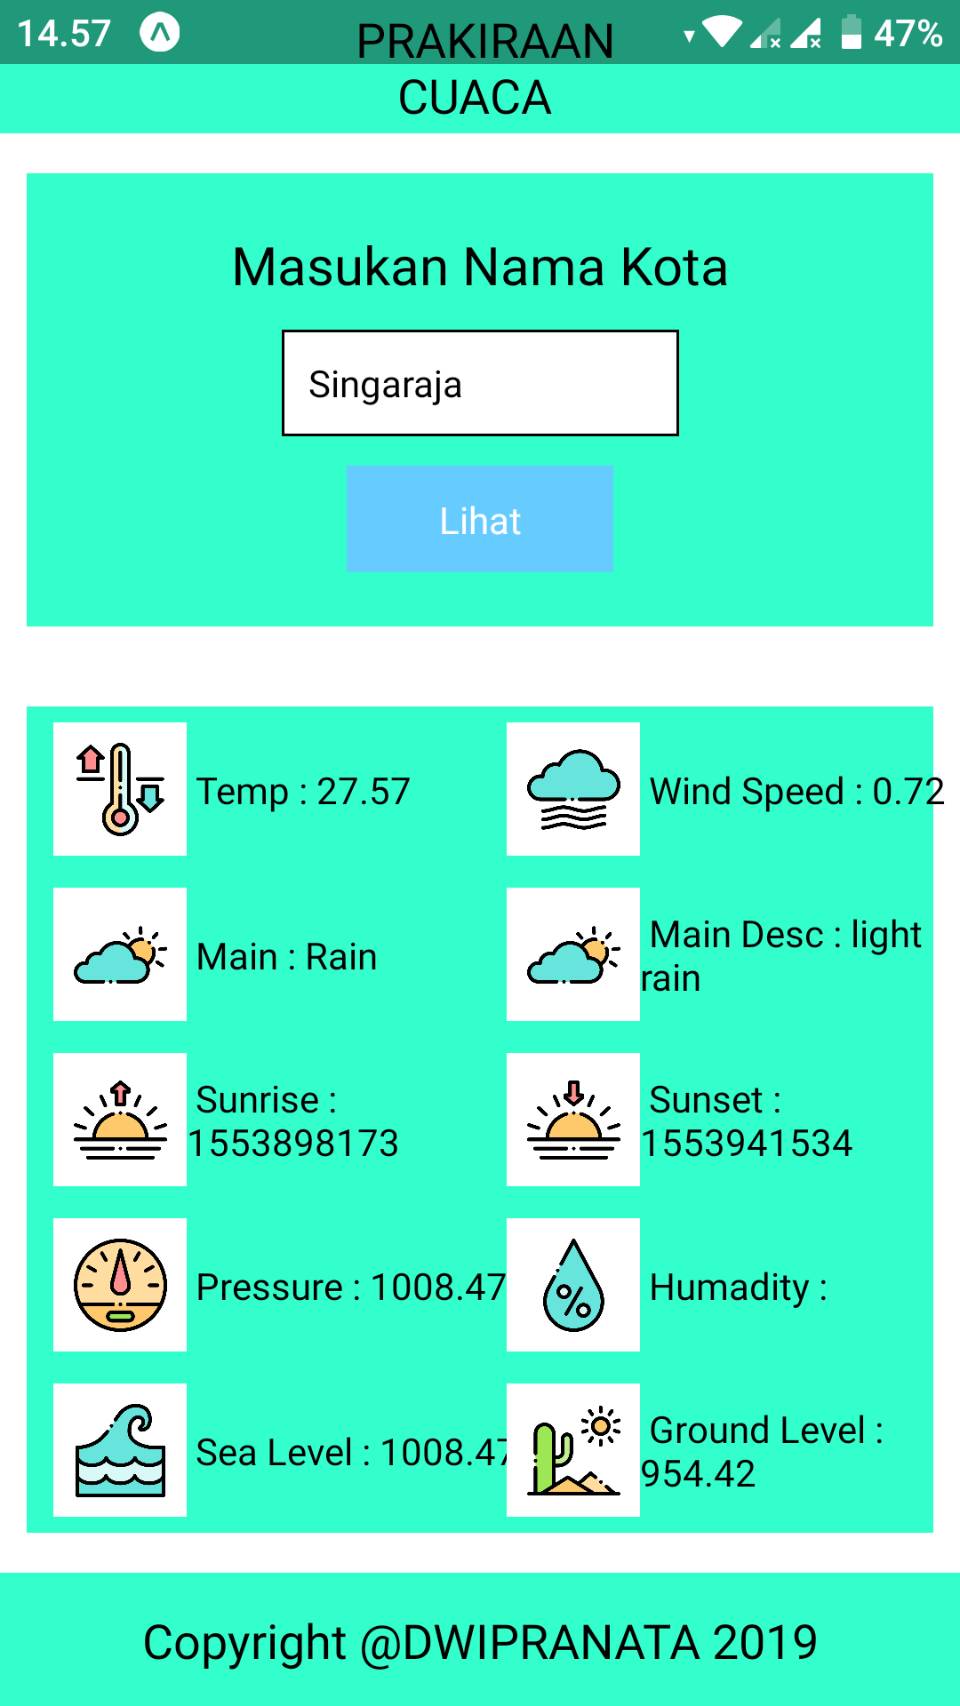 14.57
47%
PRAKIRAAN
CUACA
Masukan Nama Kota
Singaraja
Lihat
Temp : 27.57
Wind Speed : 0.72
Main : Rain
Main Desc : light
rain
Sunrise :
1553898173
Sunset :
1553941534
Pressure : 1008.47
Humadity :
%
Sea Level : 1008.47
Ground Level :
954.42
Copyright @DWIPRANATA 2019